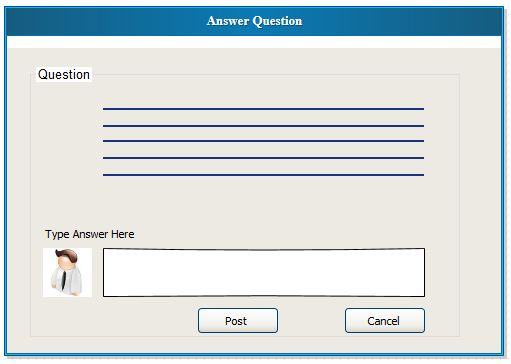 Answer Question
Question
Type Answer Here
Post
Cancel